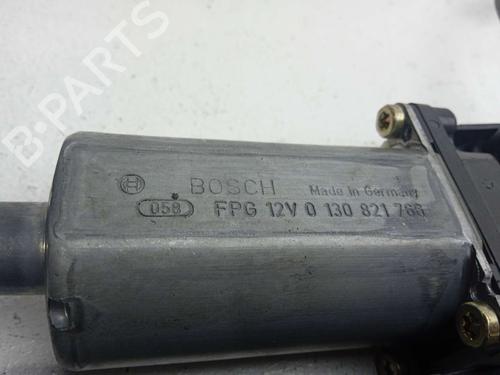 B-PARTS
BOSCH Made in Germany
058 FPG 12V 0 130 821 766